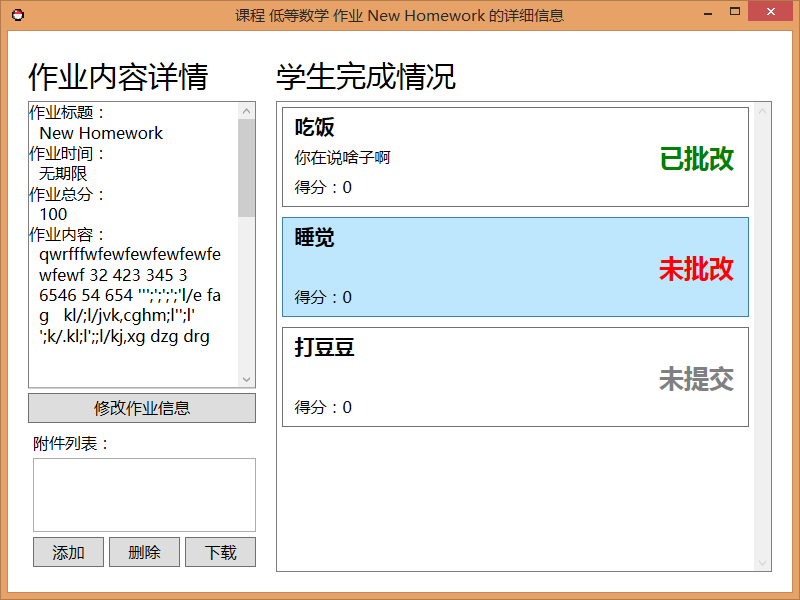 课程 低等数学 作业 New Homework 的详细信息
作业内容详情
作业标题：
New Homework
作业时间：
无期限
作业总分：
100
作业内容：
qwrfffwfewfewfewfewfe
wfewf 32 423 345 3
6546 54 654 ''';';';';'l/e fa
g   kl/;l/jvk,cghm;l'';l'
';k/.kl;l';;l/kj,xg dzg drg
修改作业信息
附件列表：
添加 删除 下载
学生完成情况
吃饭
你在说啥子啊
得分：0
已批改
睡觉
得分：0
未批改
打豆豆
得分：0
未提交